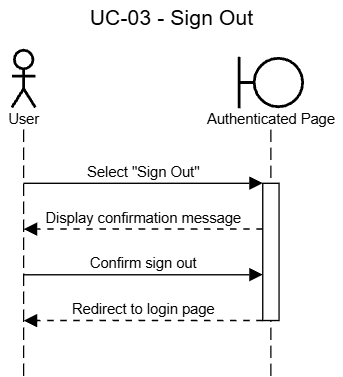 UC-03 - Sign Out
User
Authenticated Page
Select "Sign Out"
Display confirmation message
Confirm sign out
Redirect to login page